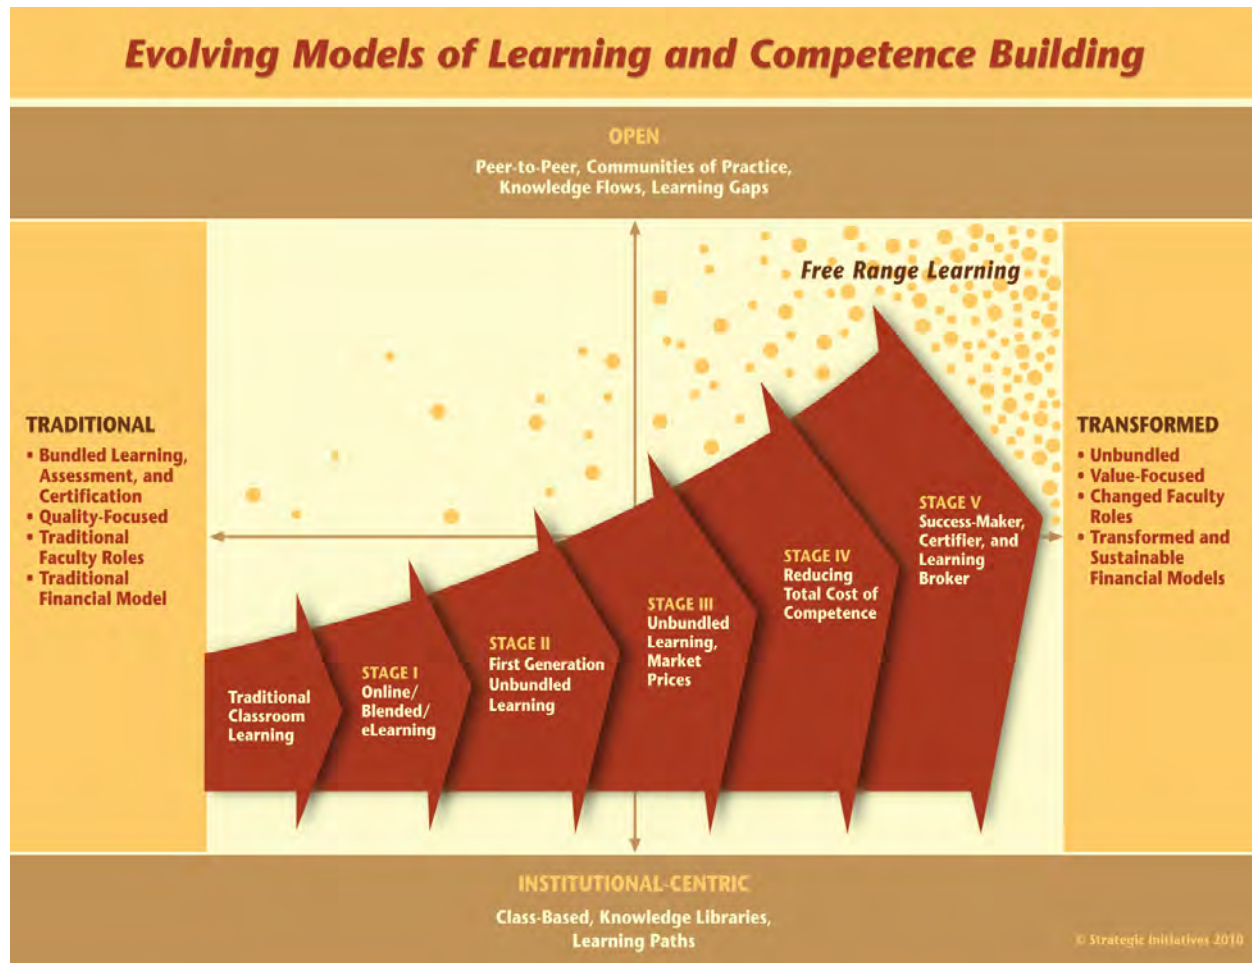 Evolving Models of Learning and Competence Building
OPEN
Peer-to-Peer, Communities of Practice,
Knowledge Flows, Learning Gaps
Free Range Learning
TRADITIONAL
• Bundled Learning,
Assessment, and
Certification
• Quality-Focused
• Traditional
Faculty Roles
• Traditional
Financial Model
Traditional
Classroom
Learning
STAGE I
Online/
Blended/
eLearning
STAGE II
First Generation
Unbundled
Learning
STAGE III
Unbundled
Learning,
Market
Prices
STAGE IV
Reducing
Total Cost of
Competence
STAGE V
Success-Maker,
Certifier, and
Learning
Broker
TRANSFORMED
• Unbundled
• Value-Focused
• Changed Faculty
Roles
• Transformed and
Sustainable
Financial Models
INSTITUTIONAL-CENTRIC
Class-Based, Knowledge Libraries,
Learning Paths
© Strategic Initiatives 2010